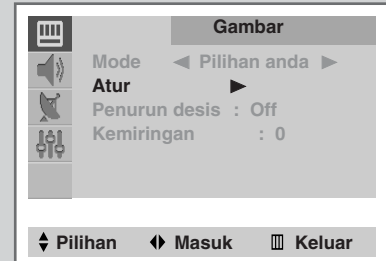 Gambar
Mode ◀ Pilihan anda ▶
Atur ▶
Penurun desis : Off
Kemiringan : 0
Pilihan Masuk Keluar